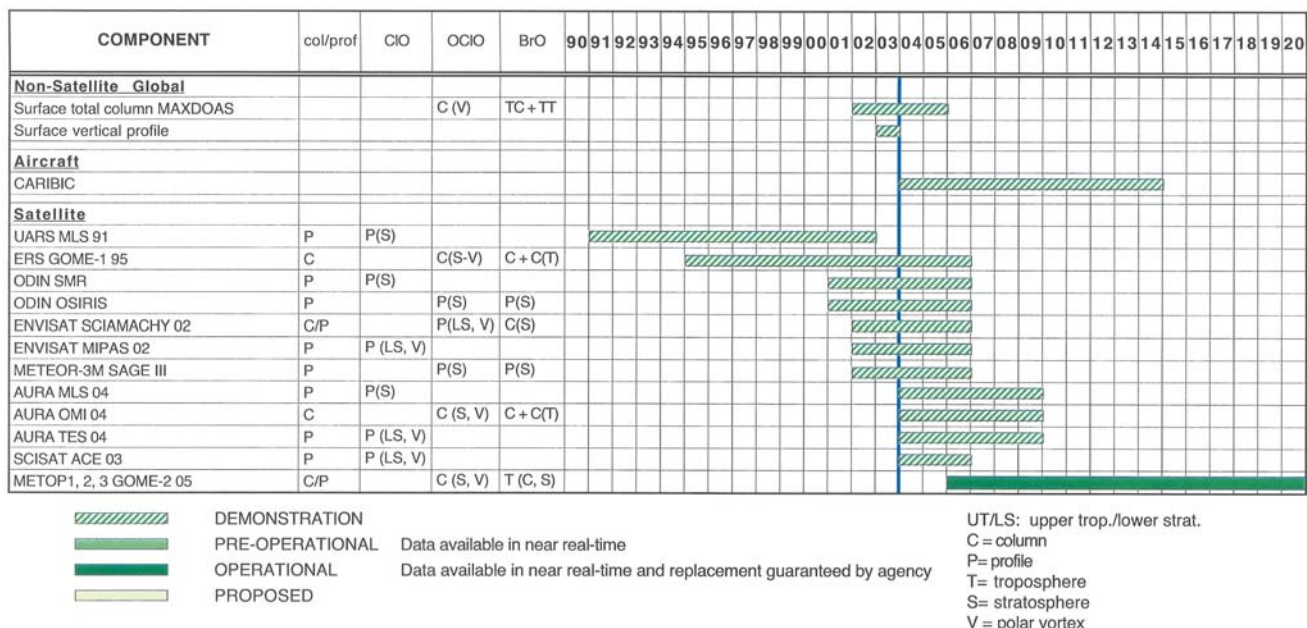 COMPONENT col/prof ClO OClO BrO 90 91 92 93 94 95 96 97 98 99 00 01 02 03 04 05 06 07 08 09 10 11 12 13 14 15 16 17 18 19 20
Non-Satellite Global
Surface total column MAXDOAS C (V) TC + TT
Surface vertical profile
Aircraft
CARIBIC
Satellite
UARS MLS 91 P P(S)
ERS GOME-1 95 C C(S-V) C + C(T)
ODIN SMR P P(S)
ODIN OSIRIS P P(S) P(S)
ENVISAT SCIAMACHY 02 C/P P(LS, V) C(S)
ENVISAT MIPAS 02 P P (LS, V)
METEOR-3M SAGE III P P(S) P(S)
AURA MLS 04 P P(S)
AURA OMI 04 C C (S, V) C + C(T)
AURA TES 04 P P (LS, V)
SCISAT ACE 03 P P (LS, V)
METOP1, 2, 3 GOME-2 05 C/P C (S, V) T (C, S)
DEMONSTRATION
PRE-OPERATIONAL Data available in near real-time
OPERATIONAL Data available in near real-time and replacement guaranteed by agency
PROPOSED
UT/LS: upper trop./lower strat.
C = column
P= profile
T= troposphere
S= stratosphere
V = polar vortex